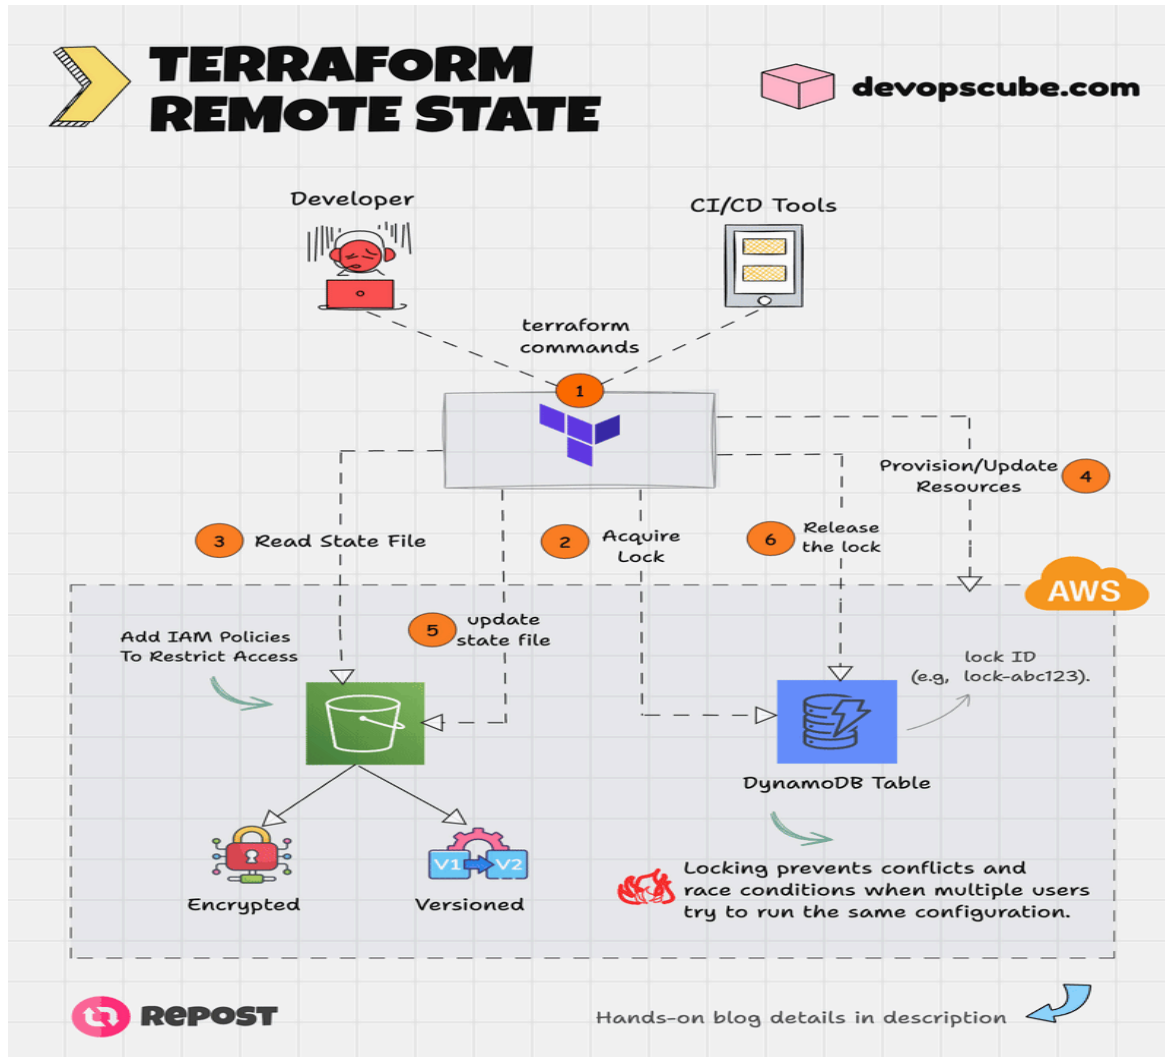 TERRAFORM
REMOTE STATE
devopscube.com
Developer
CI/CD Tools
terraform
commands
1
Provision/Update
Resources
4
3
Read State File
2
Acquire
Lock
6
Release
the lock
AWS
5
update
state file
Add IAM Policies
To Restrict Access
lock ID
(e.g, lock-abc123).
DynamoDB Table
V1
V2
Encrypted
Versioned
Locking prevents conflicts and
race conditions when multiple users
try to run the same configuration.
REPOST
Hands-on blog details in description